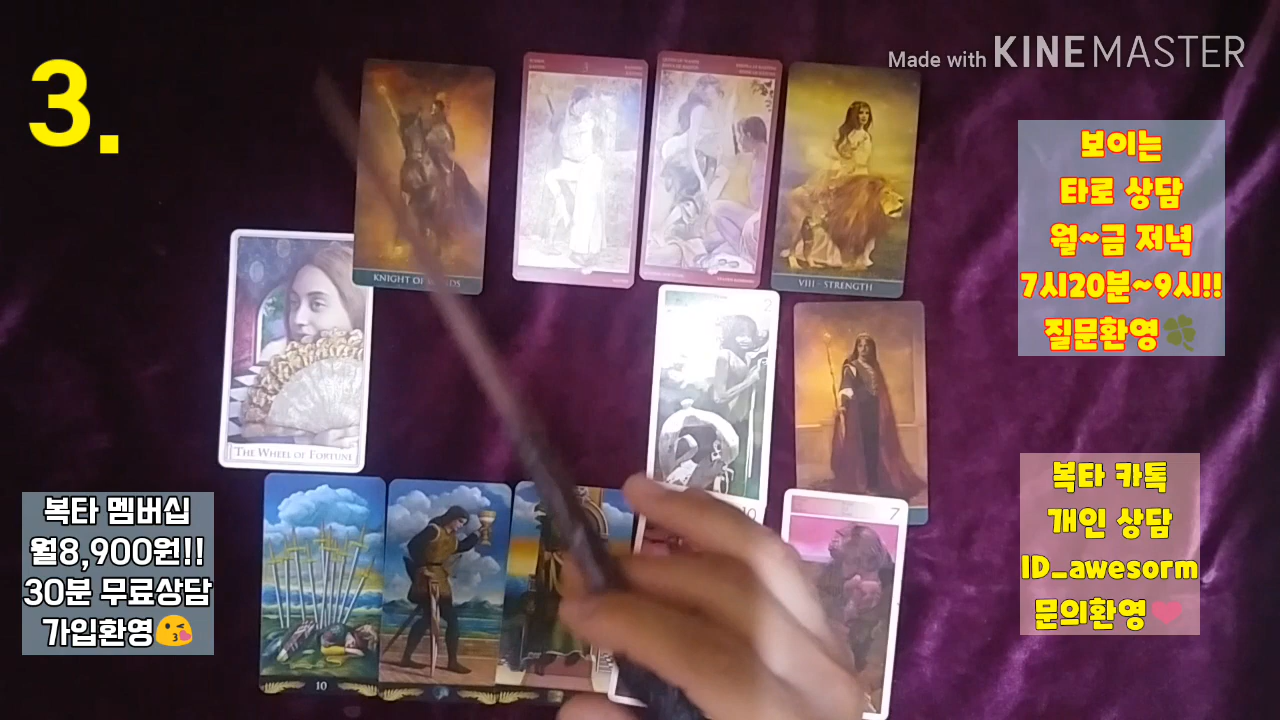 3.
Made with KINEMASTER
보이는
타로 상담
월~금 저녁
7시20분~9시!!
질문환영🍀
KNIGHT OF WANDS
VIII - STRENGTH
THE WHEEL OF FORTUNE
2
10
7
복타 멤버십
월8,900원!!
30분 무료상담
가입환영😘
복타 카톡
개인 상담
ID_awesorm
문의환영❤
10